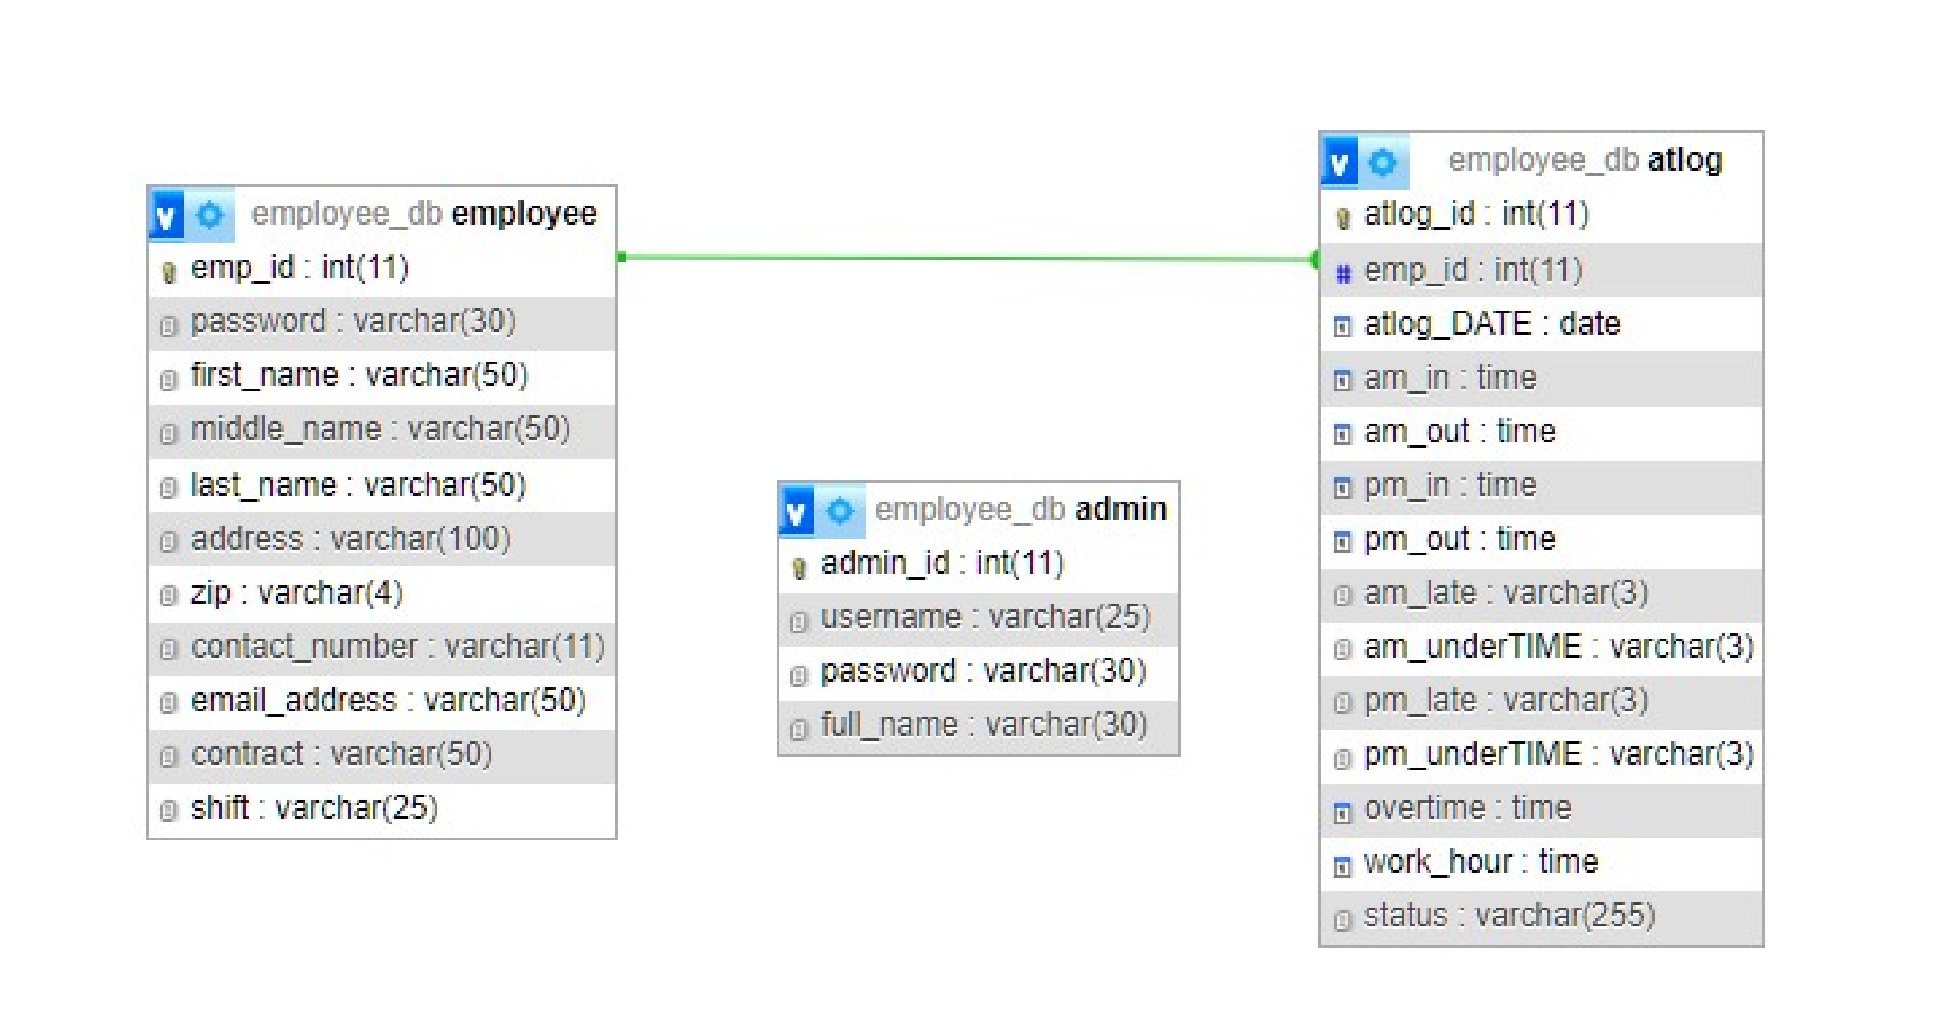 employee_db employee
emp_id : int(11)
password : varchar(30)
first_name : varchar(50)
middle_name : varchar(50)
last_name : varchar(50)
address : varchar(100)
zip : varchar(4)
contact_number : varchar(11)
email_address : varchar(50)
contract : varchar(50)
shift : varchar(25)
employee_db admin
admin_id : int(11)
username : varchar(25)
password : varchar(30)
full_name : varchar(30)
employee_db atlog
atlog_id : int(11)
emp_id : int(11)
atlog_DATE : date
am_in : time
am_out : time
pm_in : time
pm_out : time
am_late : varchar(3)
am_underTIME : varchar(3)
pm_late : varchar(3)
pm_underTIME : varchar(3)
overtime : time
work_hour : time
status : varchar(255)